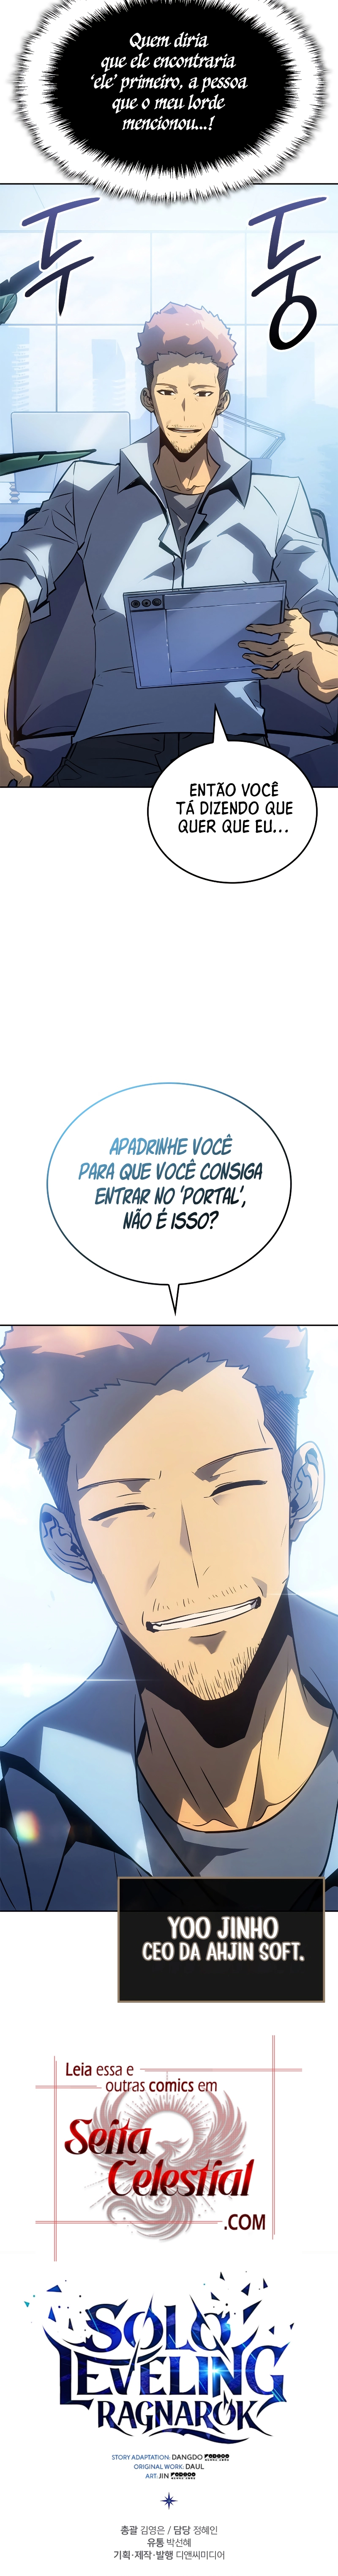 Quem diria
que ele encontraria
'ele' primeiro, a pessoa
que o meu lorde
mencionou...!
두
둥
ENTÃO VOCÊ
TÁ DIZENDO QUE
QUER QUE EU...
APADRINHE VOCÊ
PARA QUE VOCÊ CONSIGA
ENTRAR NO 'PORTAL',
NÃO É ISSO?
YOO JINHO
CEO DA AHJIN SOFT.
Leia essa e
outras comics em
Seita
Celestial
.COM
SOLO
LEVELING
RAGNARÖK
STORY ADAPTATION: DANGDO
ORIGINAL WORK: DAUL
ART: JIN
총괄 김영은 / 담당 정혜인
유통 박선혜
기획·제작·발행 디앤씨미디어